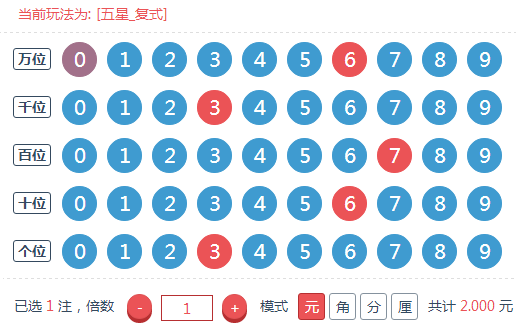 当前玩法为: [五星_复式]
万位 0 1 2 3 4 5 6 7 8 9
千位 0 1 2 3 4 5 6 7 8 9
百位 0 1 2 3 4 5 6 7 8 9
十位 0 1 2 3 4 5 6 7 8 9
个位 0 1 2 3 4 5 6 7 8 9
已选 1 注，倍数 - 1 + 模式 元 角 分 厘 共计 2.000 元